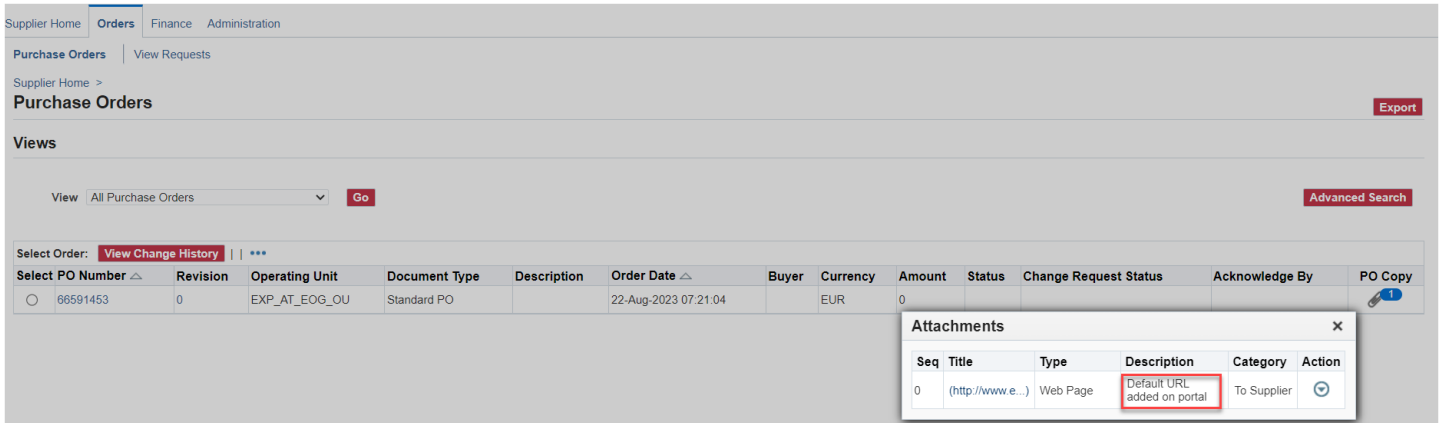 Supplier Home Orders Finance Administration
Purchase Orders View Requests
Supplier Home >
Purchase Orders
Export
Views
View All Purchase Orders Go
Advanced Search
Select Order: View Change History | | •••
Select PO Number Revision Operating Unit Document Type Description Order Date Buyer Currency Amount Status Change Request Status Acknowledge By PO Copy
66591453 0 EXP_AT_EOG_OU Standard PO 22-Aug-2023 07:21:04 EUR 0 1
Attachments ×
Seq Title Type Description Category Action
0 (http://www.e...) Web Page Default URL To Supplier
added on portal